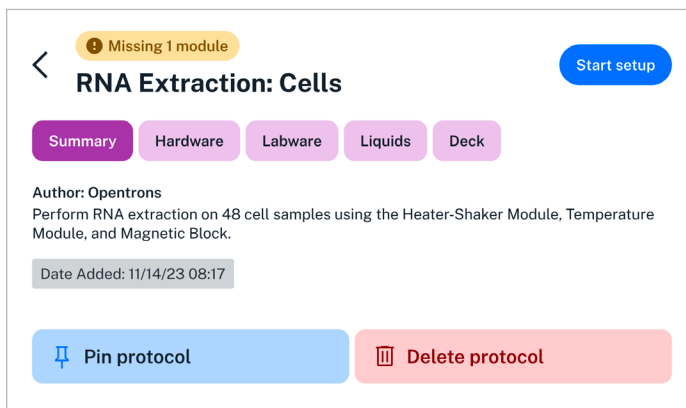 Missing 1 module
RNA Extraction: Cells
Start setup
Summary
Hardware
Labware
Liquids
Deck
Author: Opentrons
Perform RNA extraction on 48 cell samples using the Heater-Shaker Module, Temperature
Module, and Magnetic Block.
Date Added: 11/14/23 08:17
Pin protocol
Delete protocol